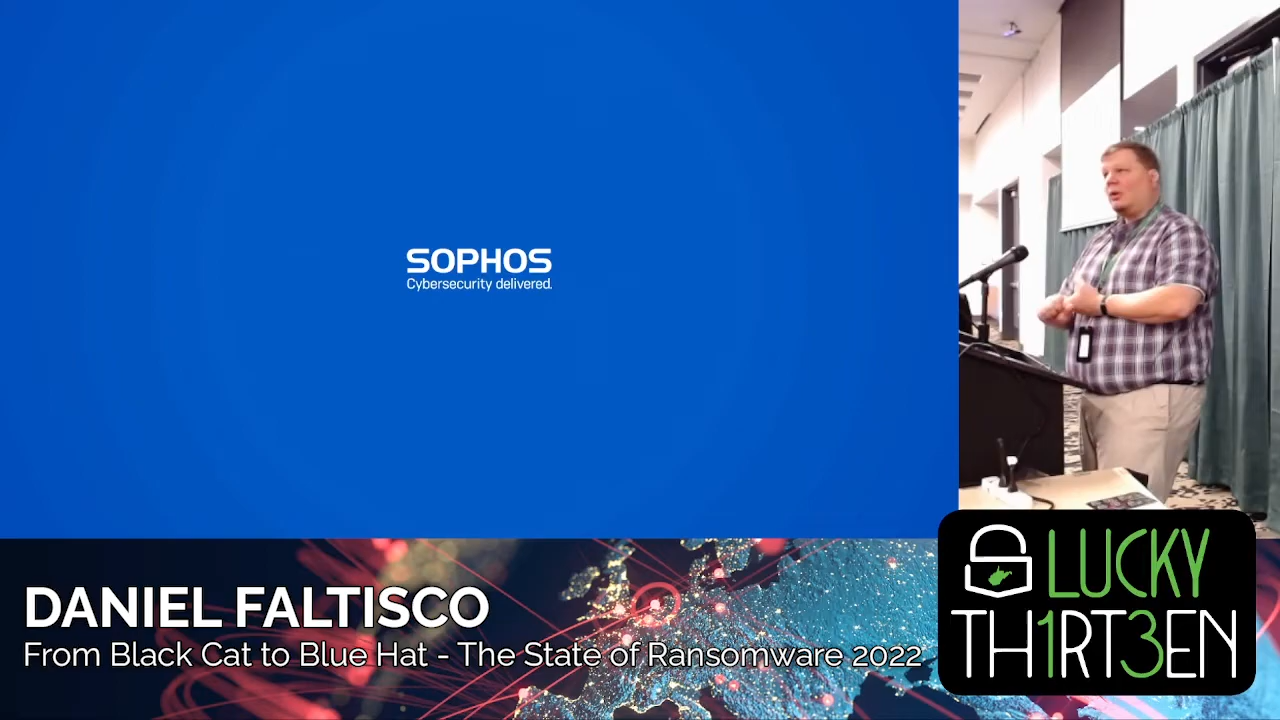 SOPHOS
Cybersecurity delivered.
DANIEL FALTISCO
From Black Cat to Blue Hat - The State of Ransomware 2022
LUCKY
TH1RT3EN